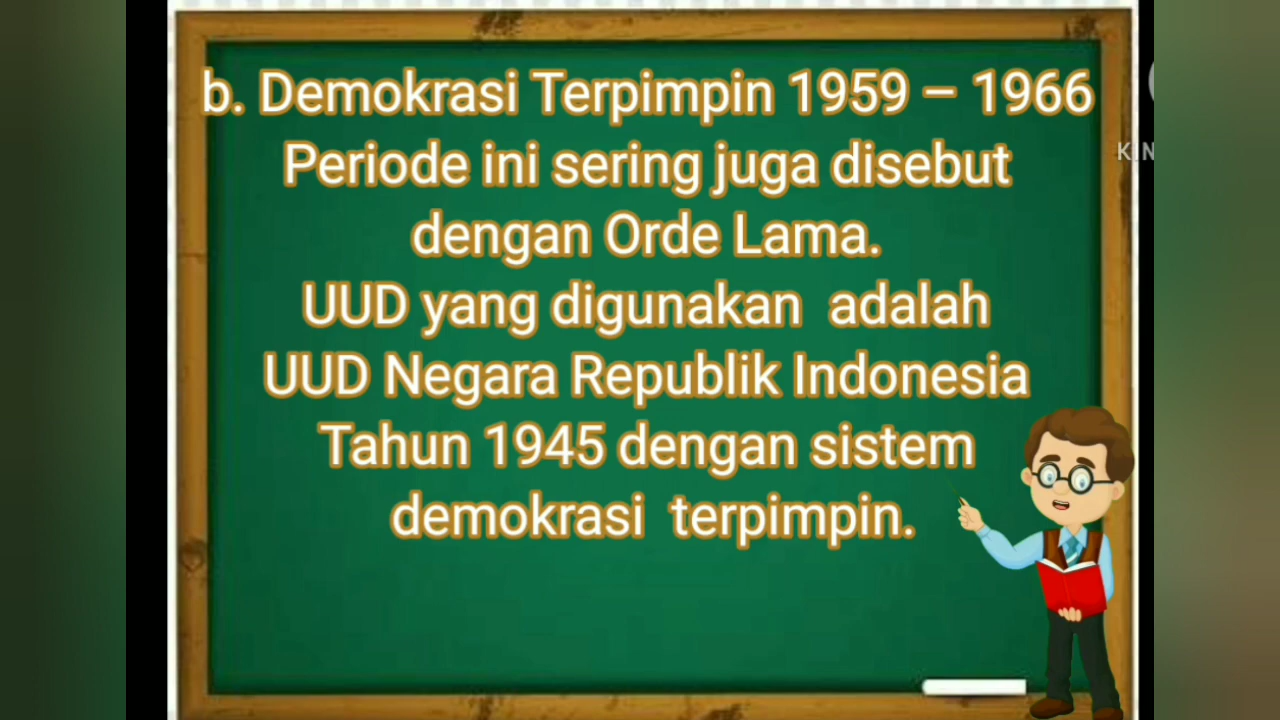 b. Demokrasi Terpimpin 1959 – 1966
Periode ini sering juga disebut
dengan Orde Lama.
UUD yang digunakan adalah
UUD Negara Republik Indonesia
Tahun 1945 dengan sistem
demokrasi terpimpin.